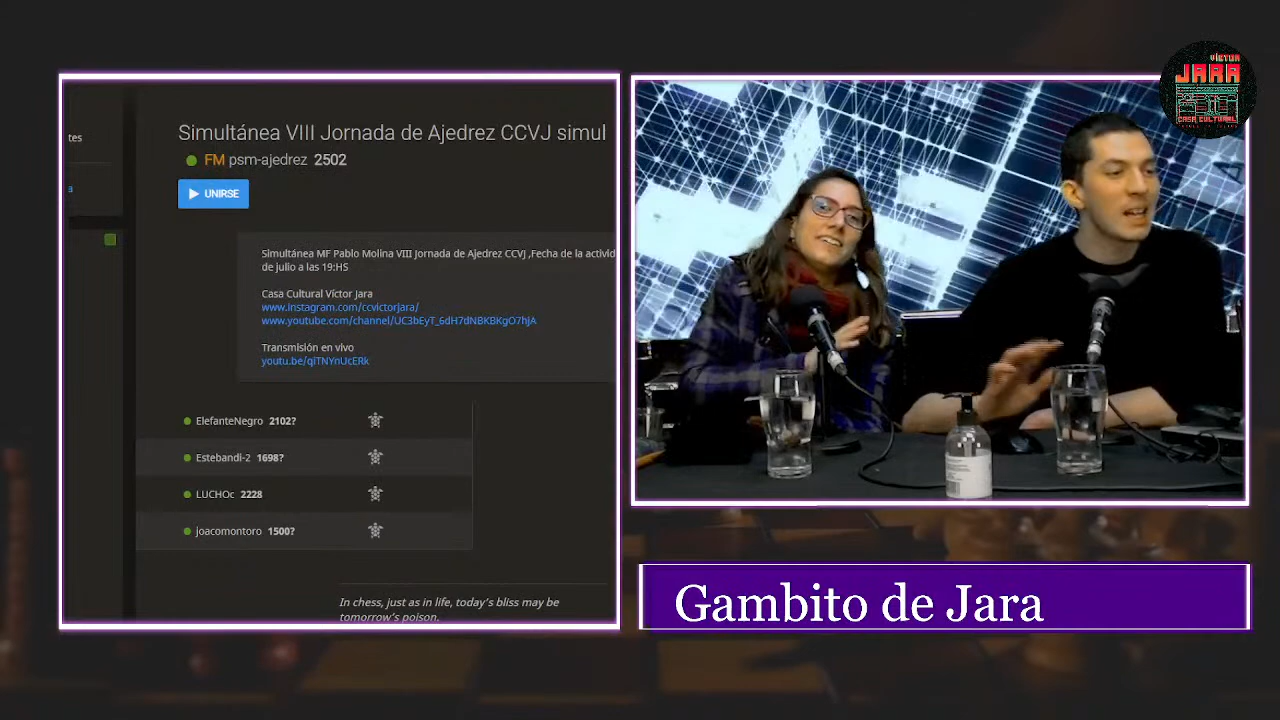 VÍCTOR
JARA
CASA CULTURAL
tes
a
Simultánea VIII Jornada de Ajedrez CCVJ simul
FM psm-ajedrez 2502
UNIRSE
Simultánea MF Pablo Molina VIII Jornada de Ajedrez CCVJ ,Fecha de la activid
de julio a las 19:HS
Casa Cultural Víctor Jara
www.instagram.com/ccvictorjara/
www.youtube.com/channel/UC3bEyT_6dH7dNBKBKgO7hJA
Transmisión en vivo
youtu.be/qiTNYnUcERk
ElefanteNegro 2102?
Estebandi-2 1698?
LUCHOc 2228
joacomontoro 1500?
In chess, just as in life, today's bliss may be
tomorrow's poison.
Gambito de Jara